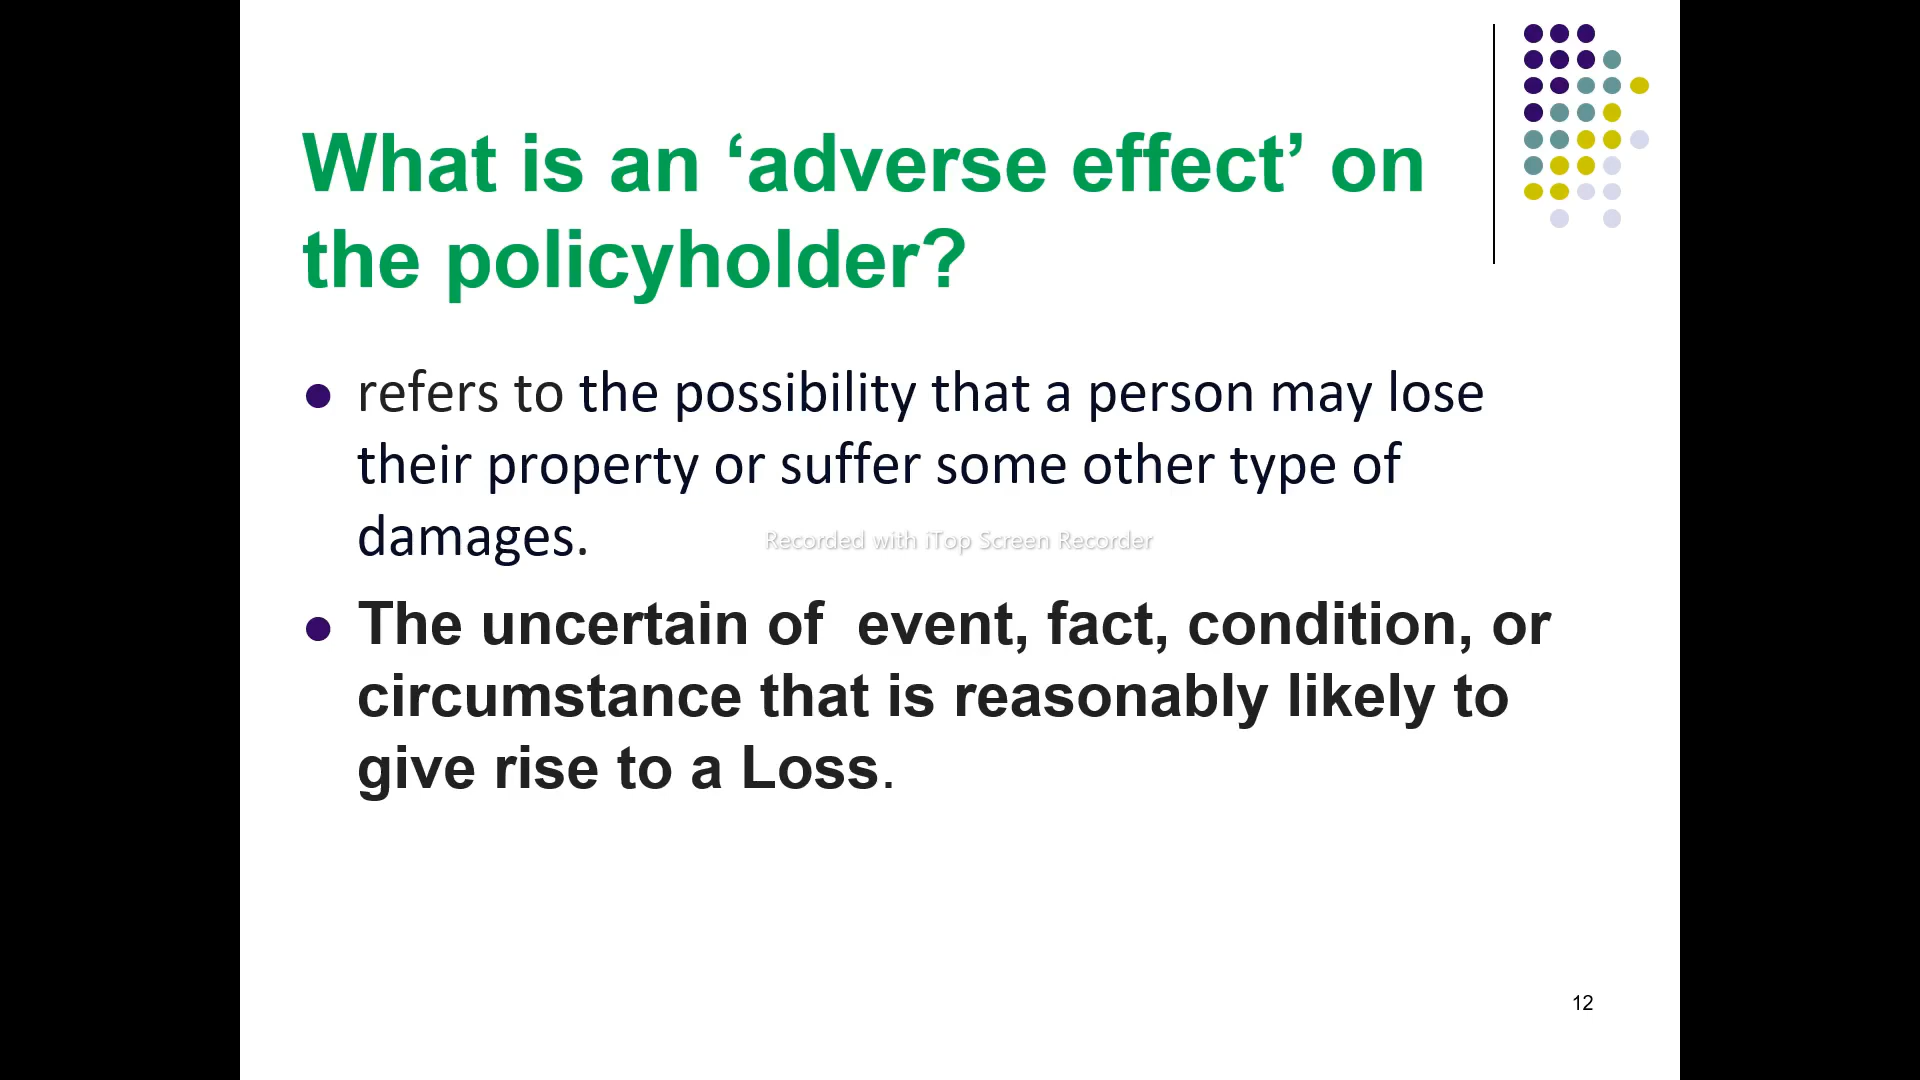 What is an ‘adverse effect’ on
the policyholder?
● refers to the possibility that a person may lose
their property or suffer some other type of
damages.
Recorded with iTop Screen Recorder
● The uncertain of  event, fact, condition, or
circumstance that is reasonably likely to
give rise to a Loss.
12